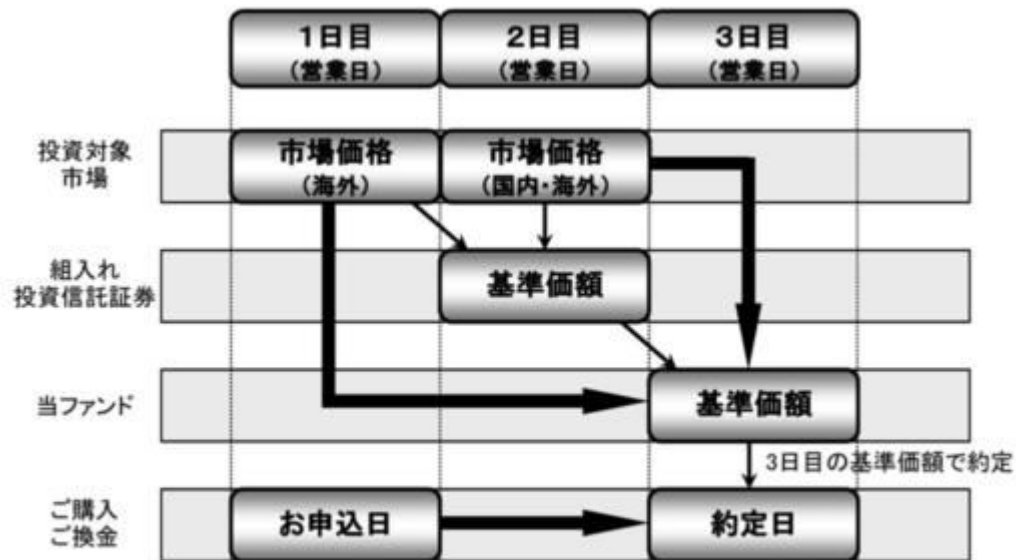 1日目
(営業日)
2日目
(営業日)
3日目
(営業日)
投資対象
市場
市場価格
(海外)
市場価格
(国内・海外)
組入れ
投資信託証券
基準価額
当ファンド
基準価額
3日目の基準価額で約定
ご購入
ご換金
お申込日
約定日